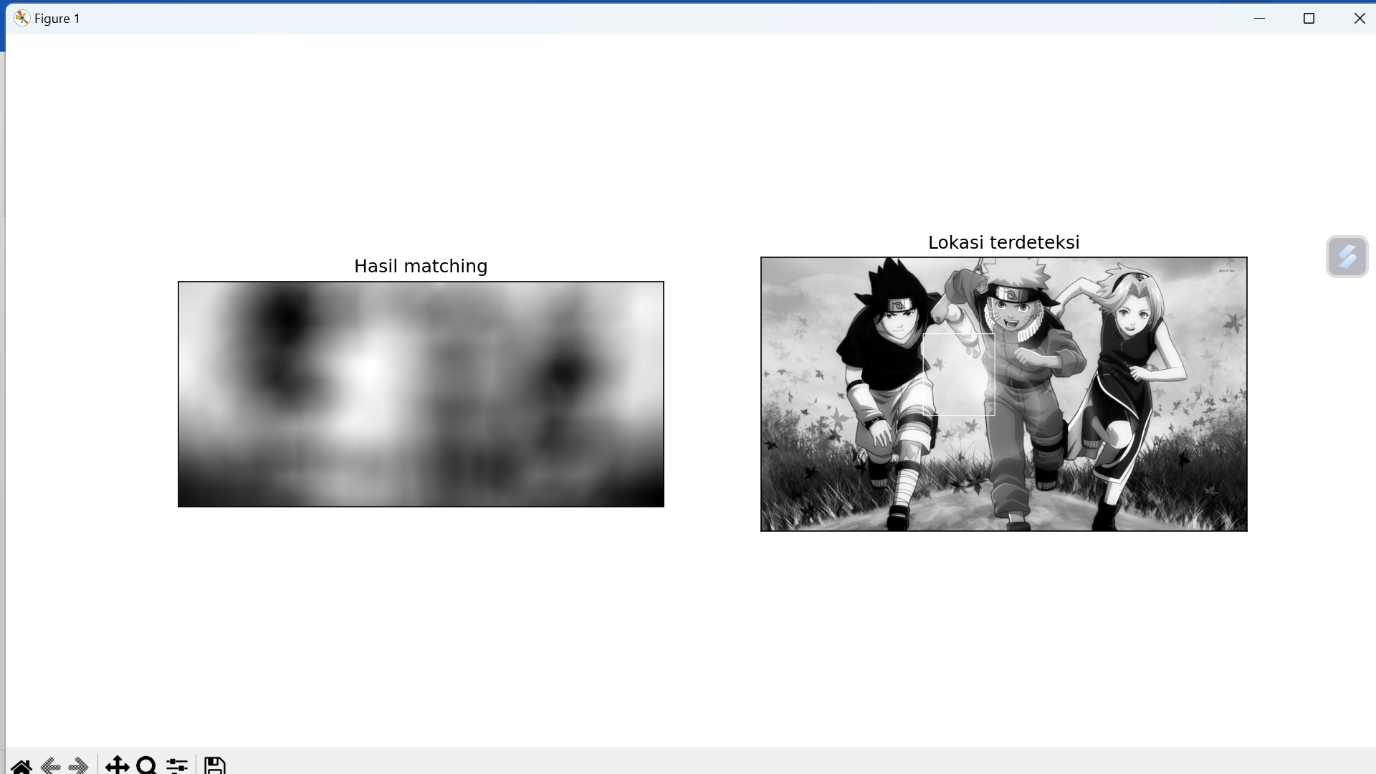 Figure 1
Hasil matching
Lokasi terdeteksi